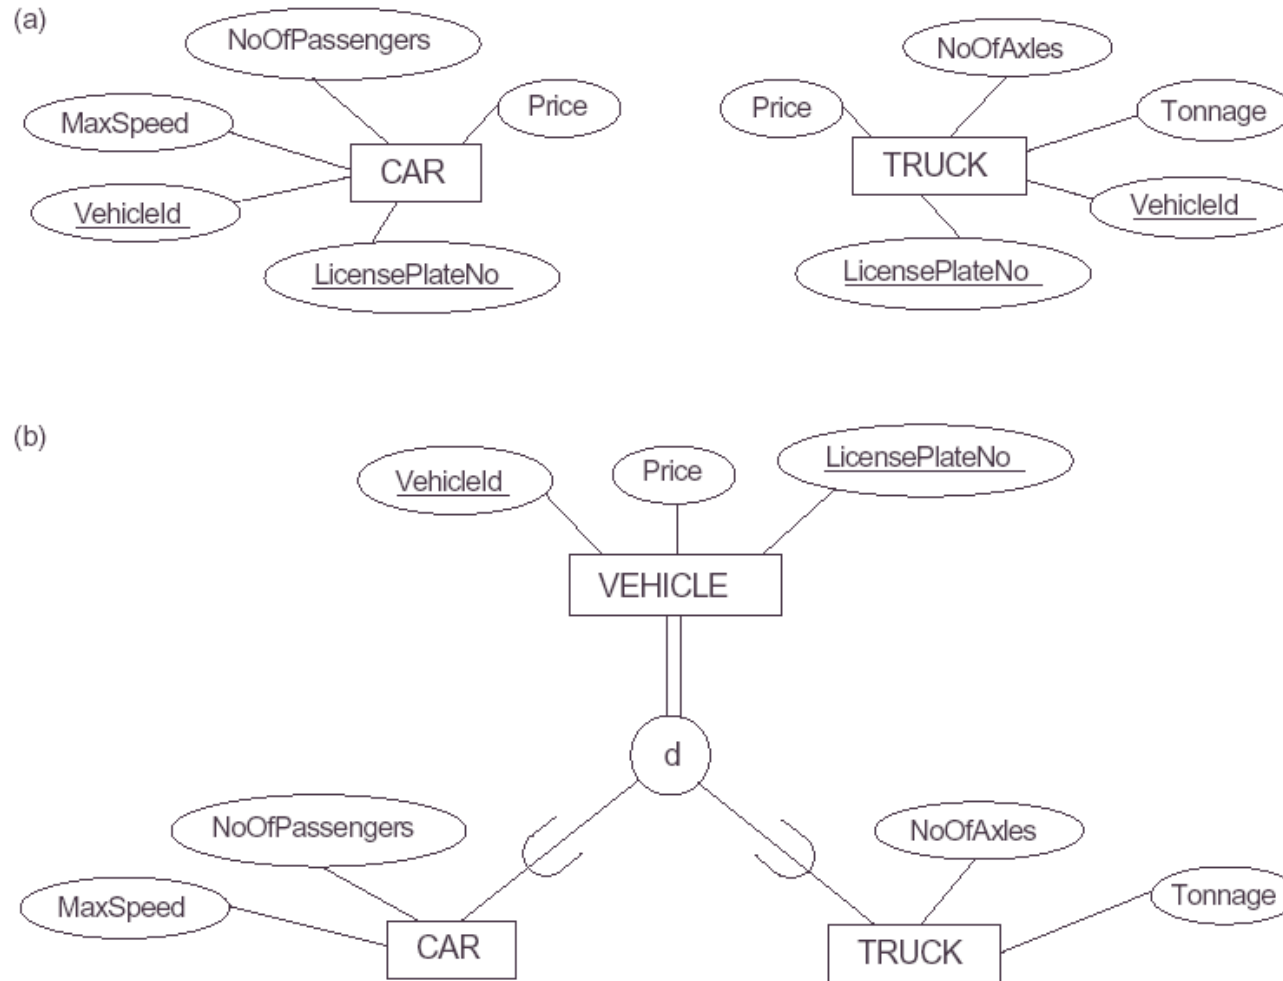 (a)
NoOfPassengers
NoOfAxles
Price
Price
Tonnage
MaxSpeed
CAR
TRUCK
VehicleId
VehicleId
LicensePlateNo
LicensePlateNo
(b)
VehicleId
Price
LicensePlateNo
VEHICLE
d
NoOfPassengers
NoOfAxles
MaxSpeed
Tonnage
CAR
TRUCK